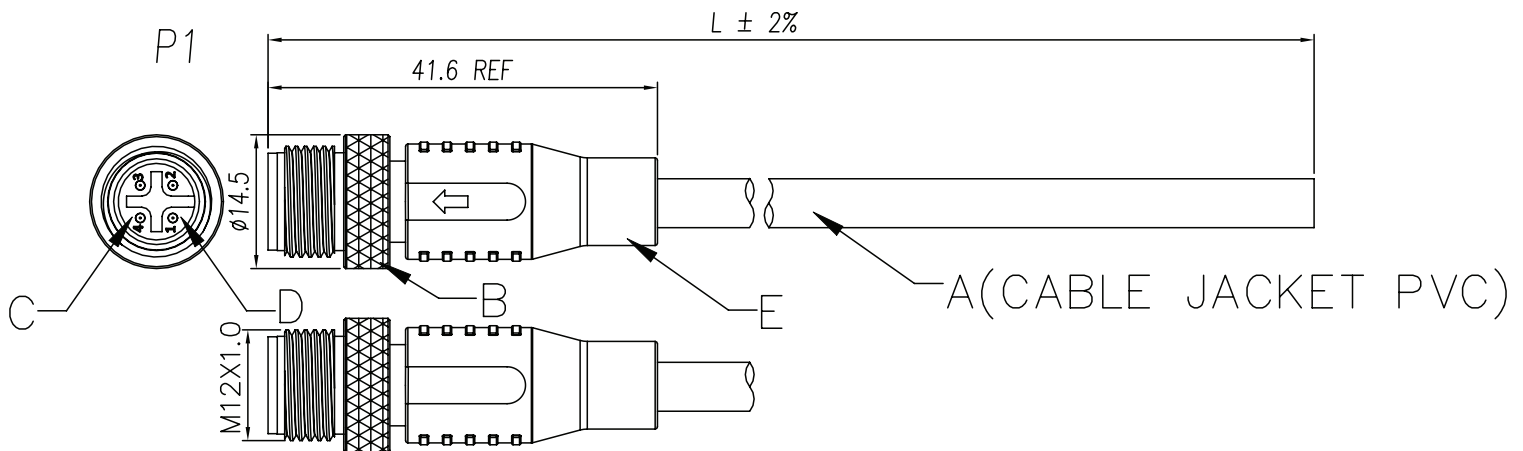 P1
L ± 2%
41.6 REF
3 2
4 1
ø14.5
C
D
B
E
A(CABLE JACKET PVC)
M12X1.0